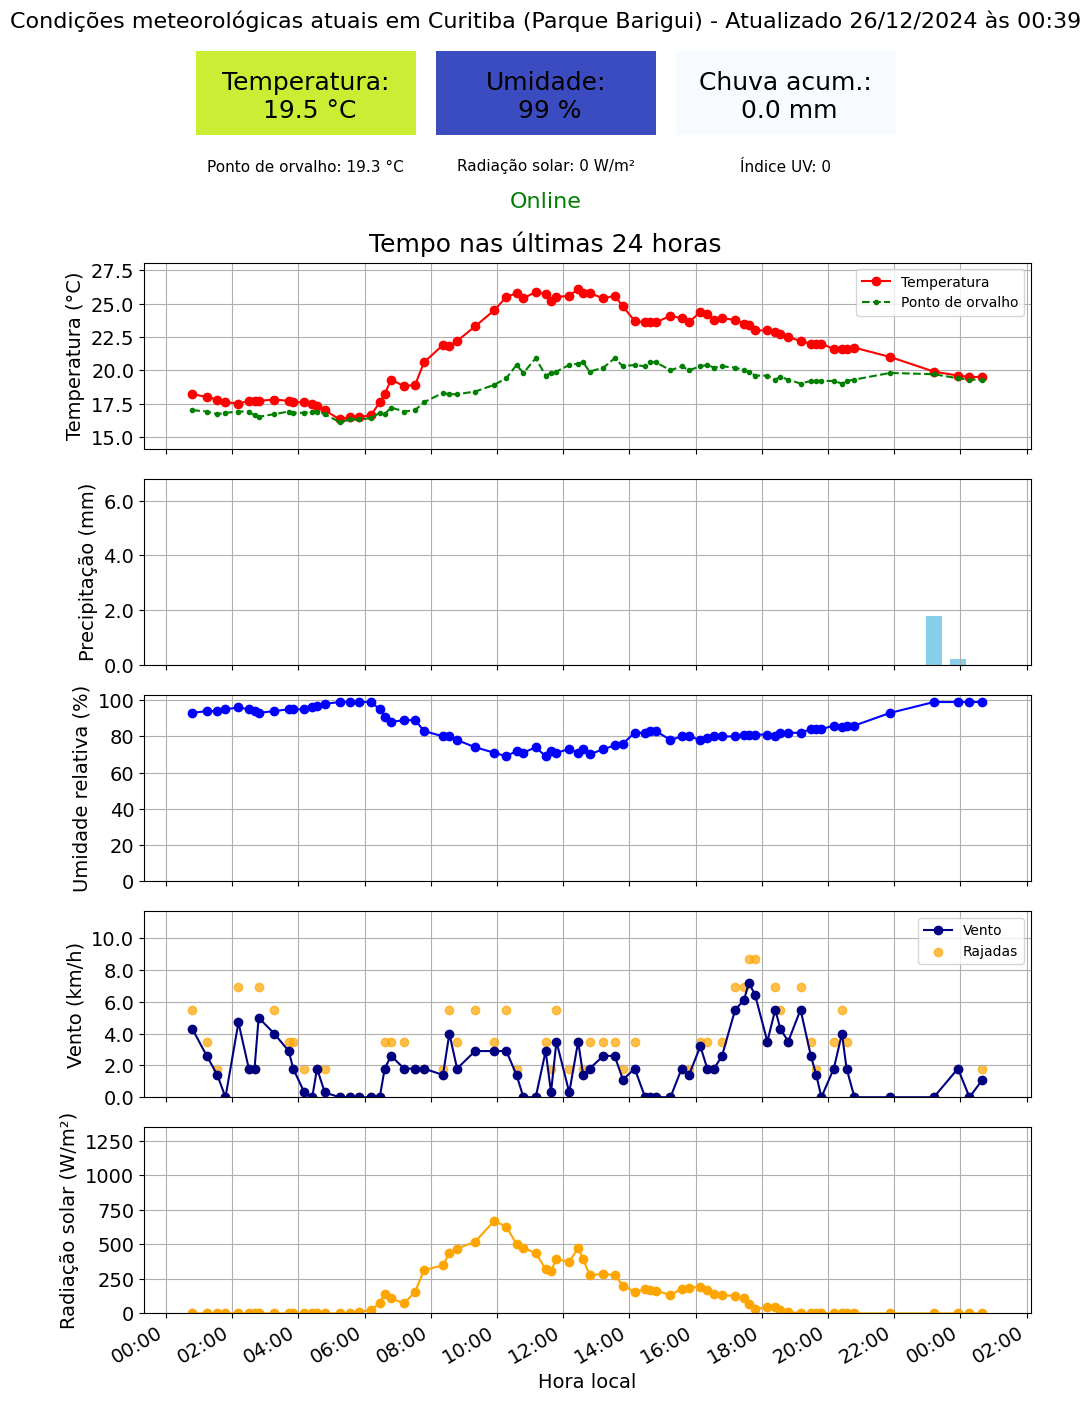 Condições meteorológicas atuais em Curitiba (Parque Barigui) - Atualizado 26/12/2024 às 00:39
Temperatura:
19.5 °C
Umidade:
99 %
Chuva acum.:
0.0 mm
Ponto de orvalho: 19.3 °C
Radiação solar: 0 W/m²
Índice UV: 0
Online
Tempo nas últimas 24 horas
Temperatura (°C)
27.5
25.0
22.5
20.0
17.5
15.0
Temperatura
Ponto de orvalho
Precipitação (mm)
6.0
4.0
2.0
0.0
Umidade relativa (%)
100
80
60
40
20
0
Vento (km/h)
10.0
8.0
6.0
4.0
2.0
0.0
Vento
Rajadas
Radiação solar (W/m²)
1250
1000
750
500
250
0
00:00 02:00 04:00 06:00 08:00 10:00 12:00 14:00 16:00 18:00 20:00 22:00 00:00 02:00
Hora local